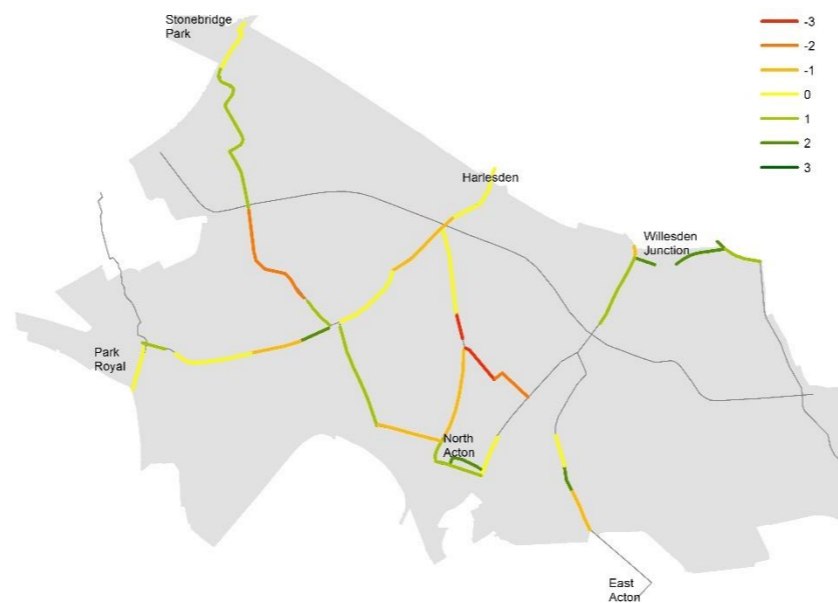 Stonebridge
Park
-3
-2
-1
0
1
2
3
Harlesden
Willesden
Junction
Park
Royal
North
Acton
East
Acton